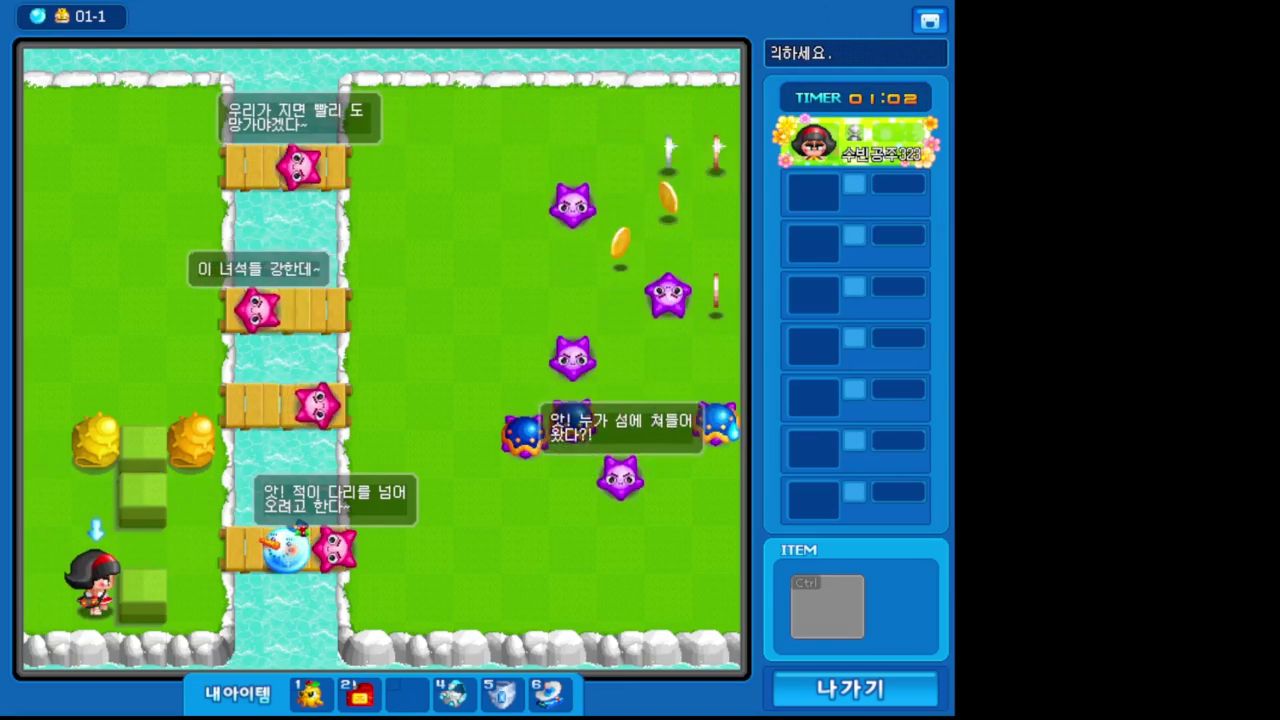 01-1
리하세요.
TIMER 01:02
수빈공주323
우리가 지면 빨리 도
망가야겠다~
이 녀석들 강한데~
앗! 누가 섬에 쳐들어
왔다?!
앗! 적이 다리를 넘어
오려고 한다~
ITEM
Ctrl
내아이템
1
2
4
5
6
나가기